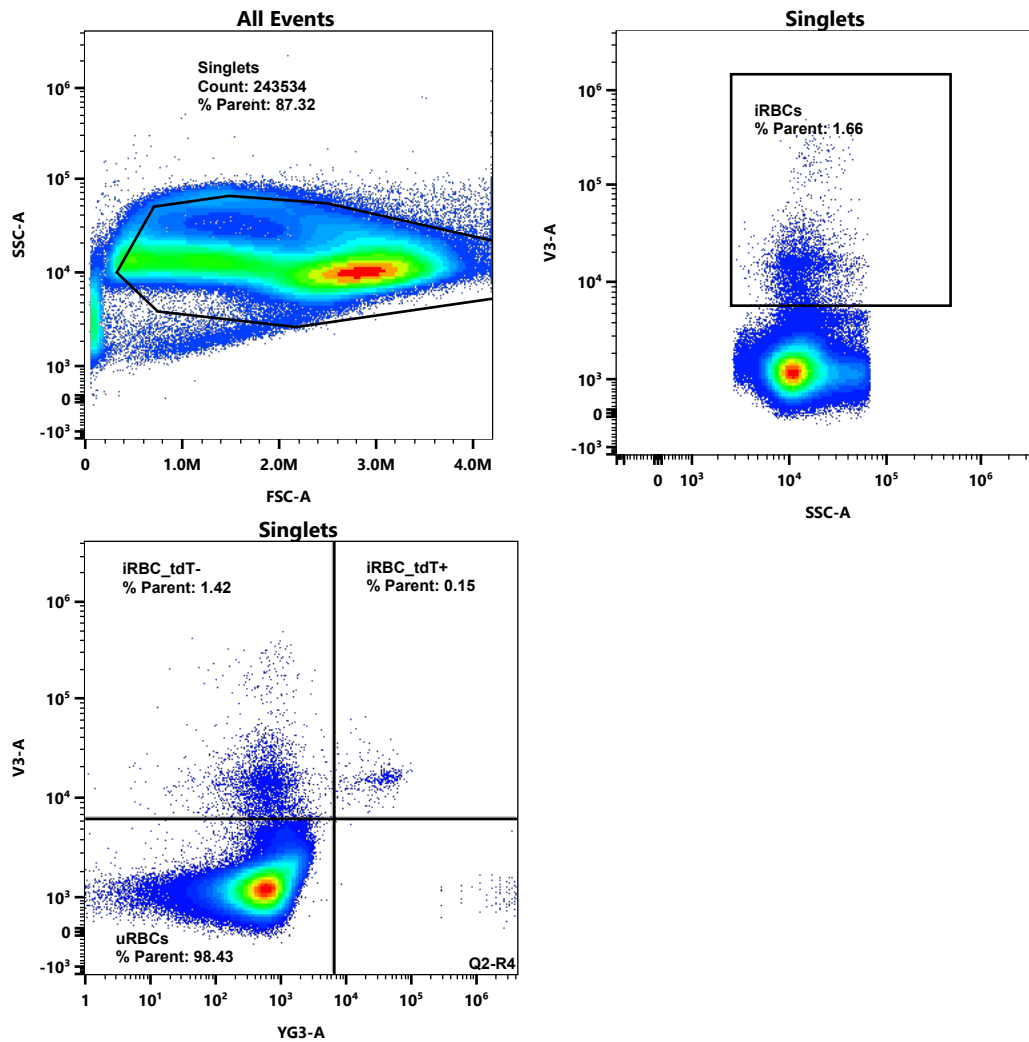 All Events
Singlets
Count: 243534
% Parent: 87.32
10⁶
10⁵
10⁴
10³
0
-10³
SSC-A
0
1.0M
2.0M
3.0M
4.0M
FSC-A
Singlets
iRBCs
% Parent: 1.66
10⁶
10⁵
10⁴
10³
0
-10³
V3-A
0
10³
10⁴
10⁵
10⁶
SSC-A
Singlets
iRBC_tdT-
% Parent: 1.42
iRBC_tdT+
% Parent: 0.15
10⁶
10⁵
10⁴
10³
0
-10³
V3-A
uRBCs
% Parent: 98.43
Q2-R4
1
10¹
10²
10³
10⁴
10⁵
10⁶
YG3-A